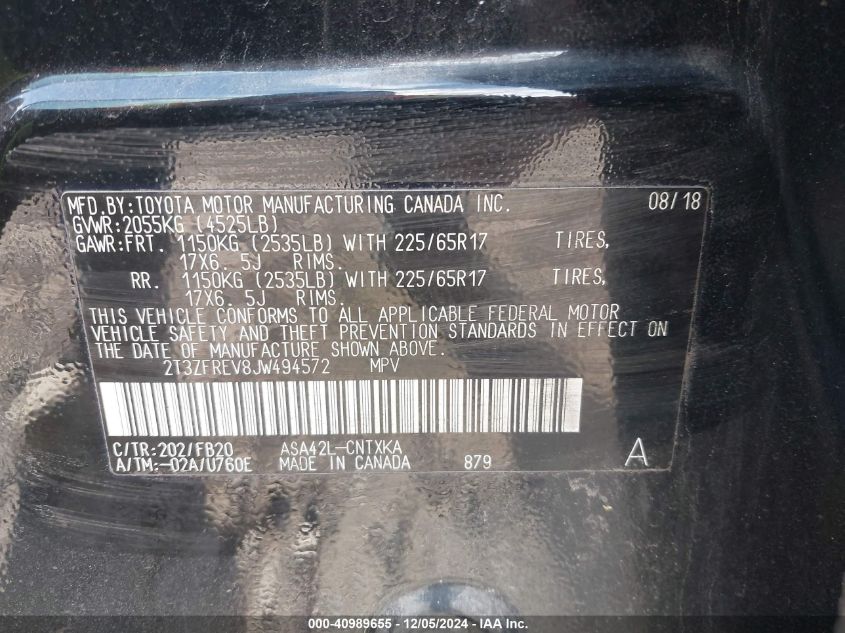 MFD.BY:TOYOTA MOTOR MANUFACTURING CANADA INC. 08/18
GVWR:2055KG (4525LB)
GAWR:FRT. 1150KG (2535LB) WITH 225/65R17 TIRES,
17X6. 5J RIMS.
RR. 1150KG (2535LB) WITH 225/65R17 TIRES,
17X6. 5J RIMS.
THIS VEHICLE CONFORMS TO ALL APPLICABLE FEDERAL MOTOR
VEHICLE SAFETY AND THEFT PREVENTION STANDARDS IN EFFECT ON
THE DATE OF MANUFACTURE SHOWN ABOVE.
2T3ZFREV8JW494572 MPV
C/TR:202/FB20 ASA42L-CNTXKA
A/TM:-02A/U760E MADE IN CANADA 879 A
000-40989655 - 12/05/2024 - IAA Inc.